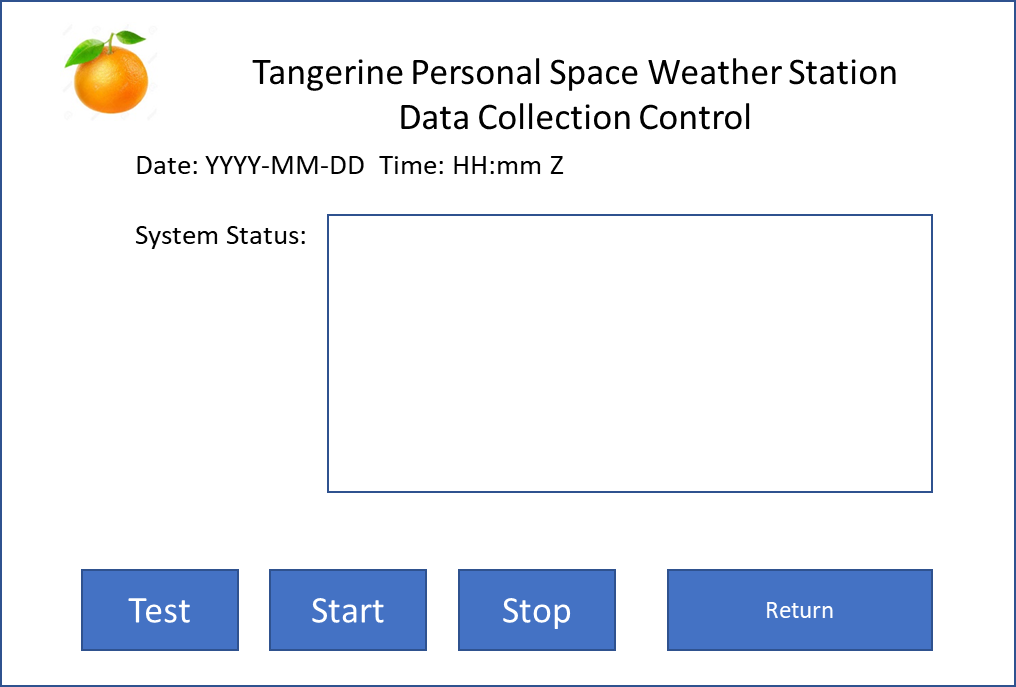 Tangerine Personal Space Weather Station
Data Collection Control
Date: YYYY-MM-DD  Time: HH:mm Z
System Status:
Test
Start
Stop
Return